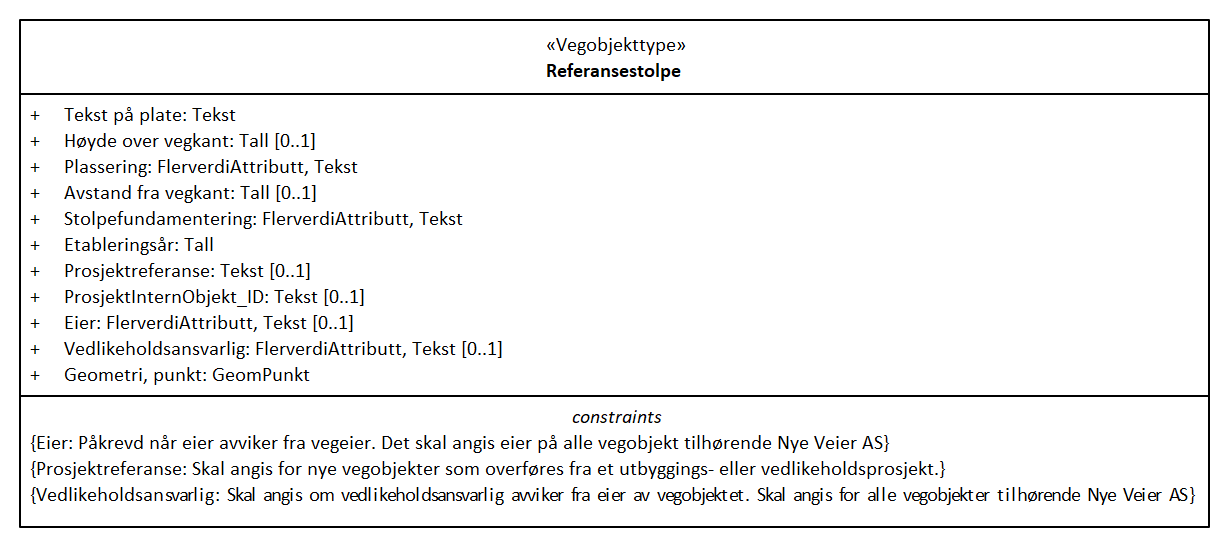 «Vegobjekttype»
Referansestolpe
+ Tekst på plate: Tekst
+ Høyde over vegkant: Tall [0..1]
+ Plassering: FlerverdiAttributt, Tekst
+ Avstand fra vegkant: Tall [0..1]
+ Stolpefundamentering: FlerverdiAttributt, Tekst
+ Etableringsår: Tall
+ Prosjektreferanse: Tekst [0..1]
+ ProsjektInternObjekt_ID: Tekst [0..1]
+ Eier: FlerverdiAttributt, Tekst [0..1]
+ Vedlikeholdsansvarlig: FlerverdiAttributt, Tekst [0..1]
+ Geometri, punkt: GeomPunkt
constraints
{Eier: Påkrevd når eier avviker fra vegeier. Det skal angis eier på alle vegobjekt tilhørende Nye Veier AS}
{Prosjektreferanse: Skal angis for nye vegobjekter som overføres fra et utbyggings- eller vedlikeholdsprosjekt.}
{Vedlikeholdsansvarlig: Skal angis om vedlikeholdsansvarlig avviker fra eier av vegobjektet. Skal angis for alle vegobjekter tilhørende Nye Veier AS}